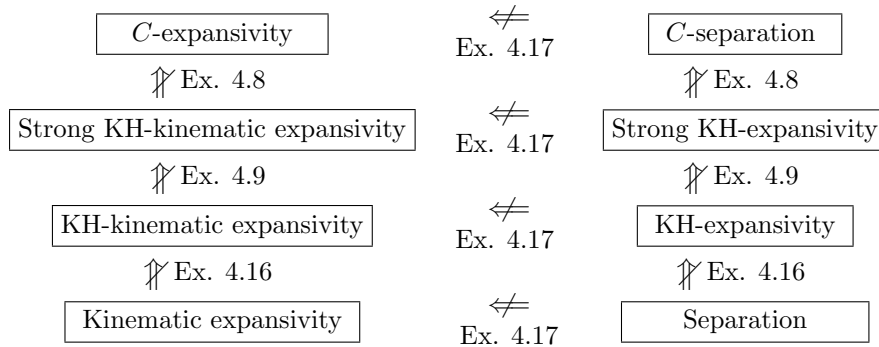 C-expansivity ⇍ C-separation
Ex. 4.17
⇑̸ Ex. 4.8 ⇑̸ Ex. 4.8
Strong KH-kinematic expansivity ⇍ Strong KH-expansivity
Ex. 4.17
⇑̸ Ex. 4.9 ⇑̸ Ex. 4.9
KH-kinematic expansivity ⇍ KH-expansivity
Ex. 4.17
⇑̸ Ex. 4.16 ⇑̸ Ex. 4.16
Kinematic expansivity ⇍ Separation
Ex. 4.17